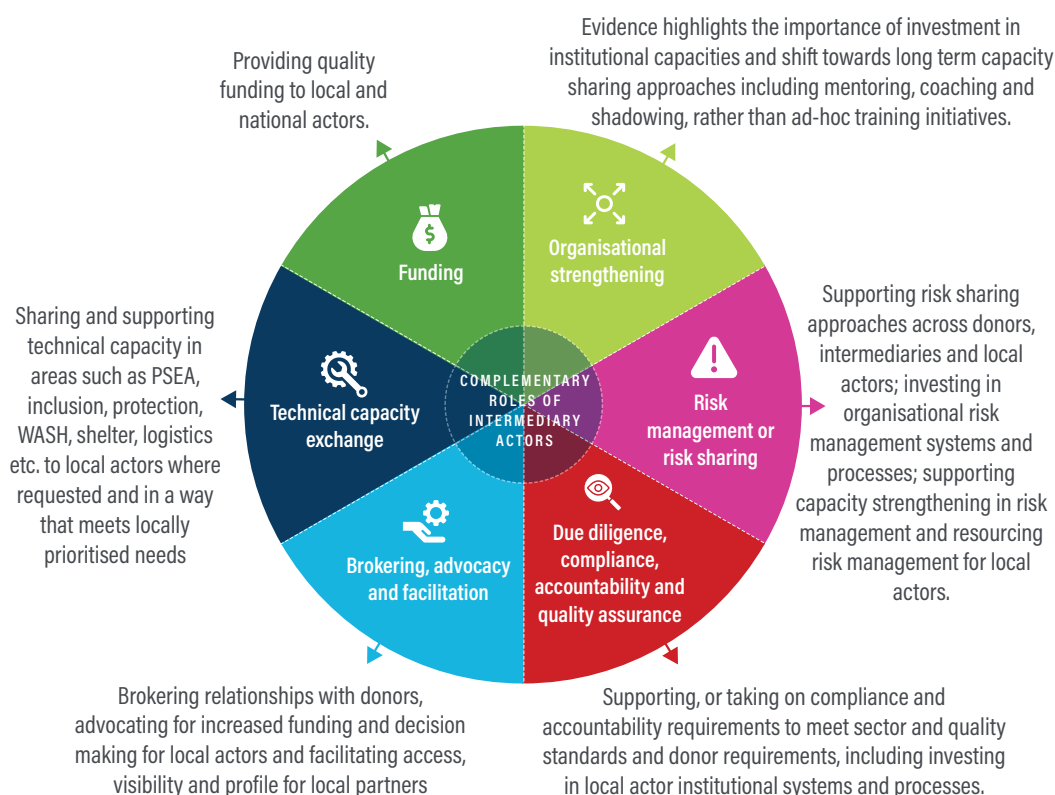 Providing quality
funding to local and
national actors.
Evidence highlights the importance of investment in
institutional capacities and shift towards long term capacity
sharing approaches including mentoring, coaching and
shadowing, rather than ad-hoc training initiatives.
$
Funding
Organisational
strengthening
Sharing and supporting
technical capacity in
areas such as PSEA,
inclusion, protection,
WASH, shelter, logistics
etc. to local actors where
requested and in a way
that meets locally
prioritised needs
Technical capacity
exchange
COMPLEMENTARY
ROLES OF
INTERMEDIARY
ACTORS
Risk
management or
risk sharing
Supporting risk sharing
approaches across donors,
intermediaries and local
actors; investing in
organisational risk
management systems and
processes; supporting
capacity strengthening in risk
management and resourcing
risk management for local
actors.
Brokering, advocacy
and facilitation
Due diligence,
compliance,
accountability and
quality assurance
Brokering relationships with donors,
advocating for increased funding and decision
making for local actors and facilitating access,
visibility and profile for local partners
Supporting, or taking on compliance and
accountability requirements to meet sector and quality
standards and donor requirements, including investing
in local actor institutional systems and processes.